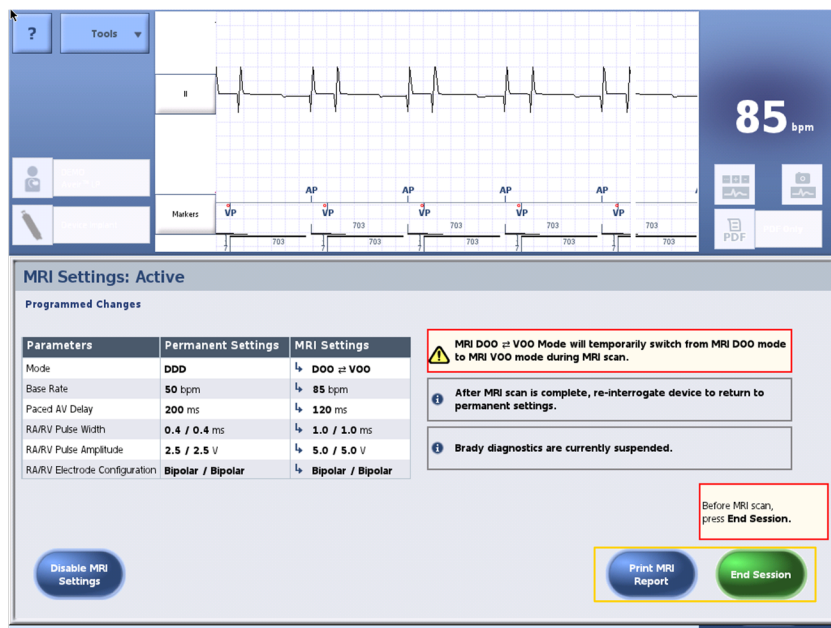 ?
Tools
II
85 bpm
AP AP AP AP
Markers
VP VP VP VP VP
703 703 703 703
703 703 703 703 703
PDF
MRI Settings: Active
Programmed Changes
Parameters Permanent Settings MRI Settings
Mode DDD DOO ⇄ VOO
Base Rate 50 bpm 85 bpm
Paced AV Delay 200 ms 120 ms
RA/RV Pulse Width 0.4 / 0.4 ms 1.0 / 1.0 ms
RA/RV Pulse Amplitude 2.5 / 2.5 V 5.0 / 5.0 V
RA/RV Electrode Configuration Bipolar / Bipolar Bipolar / Bipolar
MRI DOO ⇄ VOO Mode will temporarily switch from MRI DOO mode
to MRI VOO mode during MRI scan.
After MRI scan is complete, re-interrogate device to return to
permanent settings.
Brady diagnostics are currently suspended.
Before MRI scan,
press End Session.
Disable MRI
Settings
Print MRI
Report
End Session